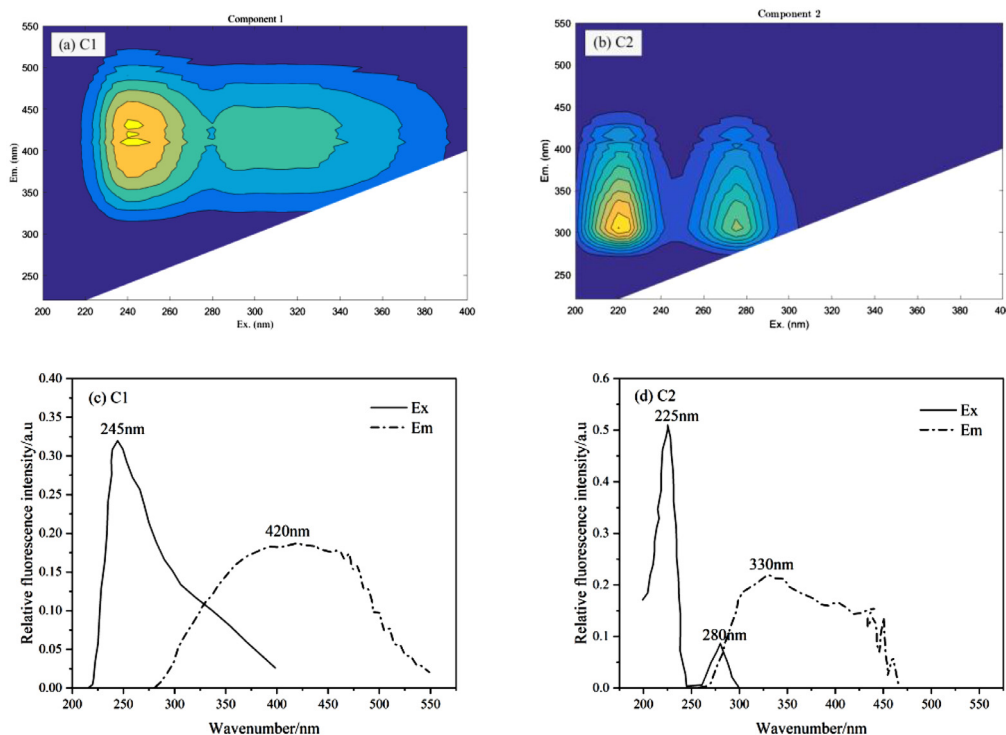 Component 1
(a) C1
550
500
450
400
350
300
250
Em. (nm)
200 220 240 260 280 300 320 340 360 380 400
Ex. (nm)
Component 2
(b) C2
550
500
450
400
350
300
250
Em. (nm)
200 220 240 260 280 300 320 340 360 380 40
Ex. (nm)
(c) C1
Ex
Em
245nm
420nm
0.40
0.35
0.30
0.25
0.20
0.15
0.10
0.05
0.00
Relative fluorescence intensity/a.u
200 250 300 350 400 450 500 550
Wavenumber/nm
(d) C2
Ex
Em
225nm
330nm
280nm
0.6
0.5
0.4
0.3
0.2
0.1
0.0
Relative fluorescence intensity/a.u
200 250 300 350 400 450 500 550
Wavenumber/nm